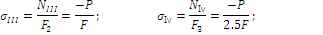 σ_III = N_III / F_2 = -P / F ; σ_Iv = N_Iv / F_3 = -P / 2.5F ;